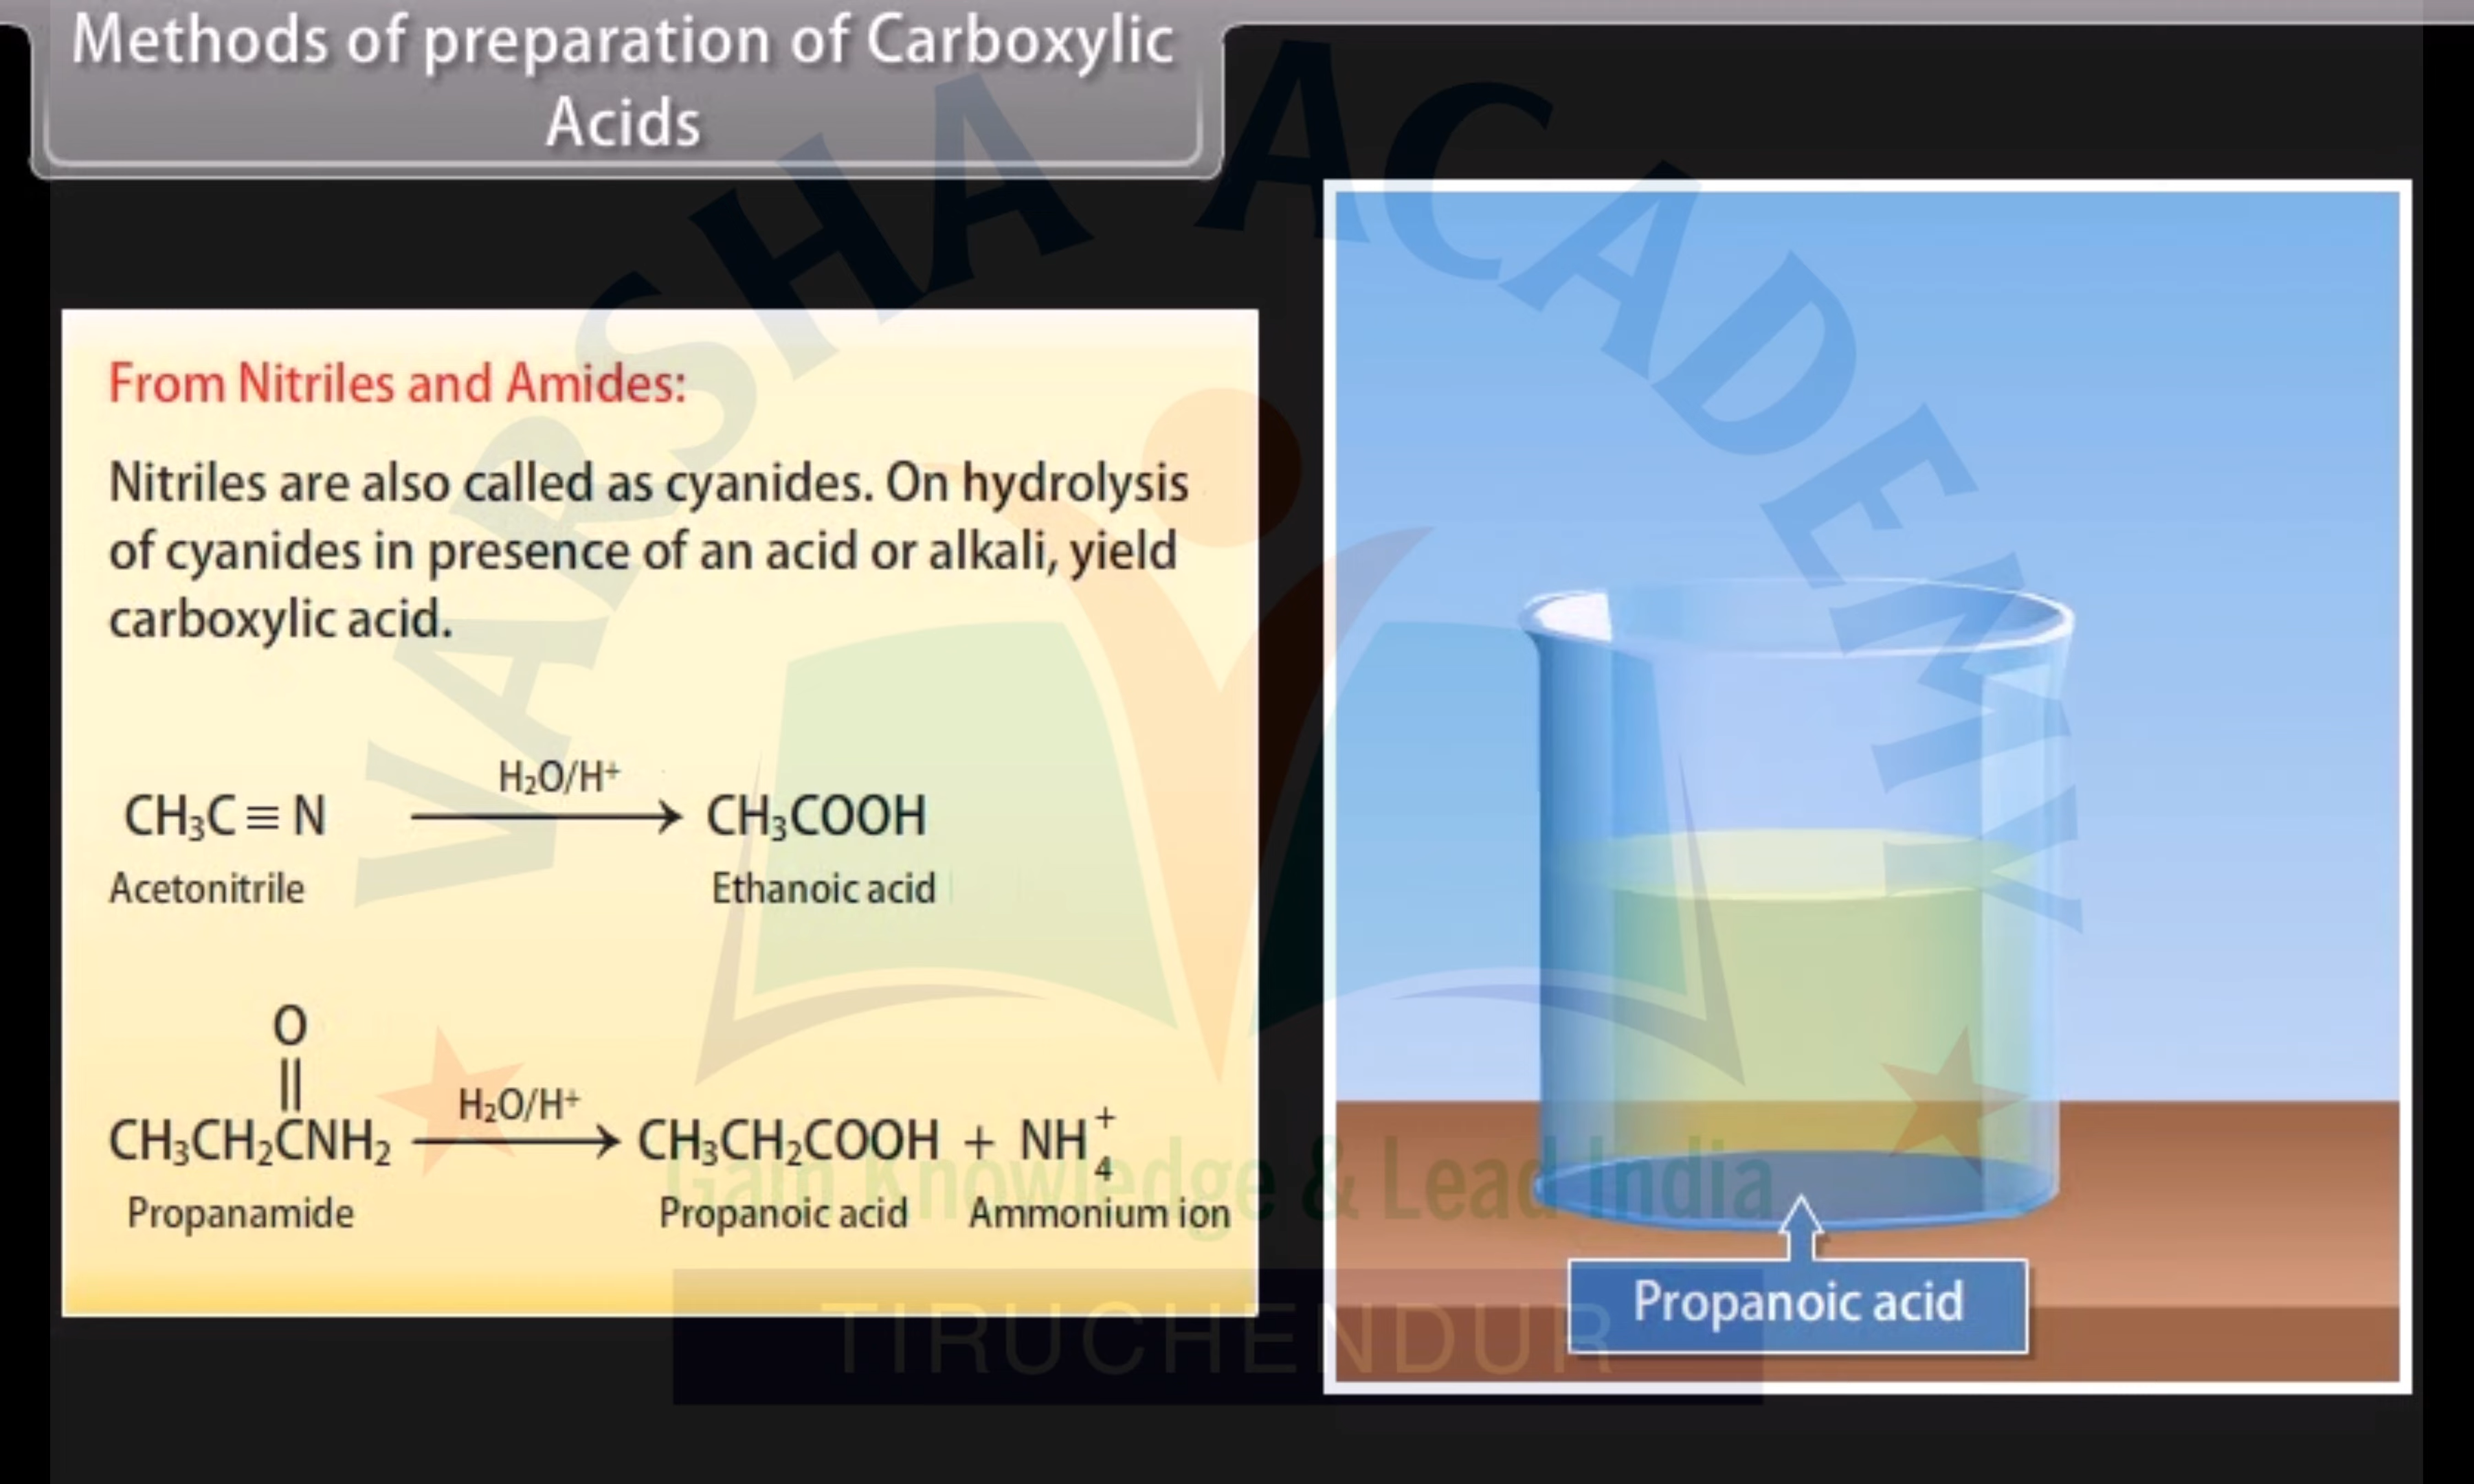 Methods of preparation of Carboxylic
Acids
VARSHA ACADEMY
From Nitriles and Amides:
Nitriles are also called as cyanides. On hydrolysis
of cyanides in presence of an acid or alkali, yield
carboxylic acid.
H₂O/H⁺
CH₃C≡N → CH₃COOH
Acetonitrile Ethanoic acid
O
||
H₂O/H⁺
CH₃CH₂CNH₂ → CH₃CH₂COOH + NH₄⁺
Propanamide Propanoic acid Ammonium ion
Gain Knowledge & Lead India
TIRUCHENDUR
Propanoic acid